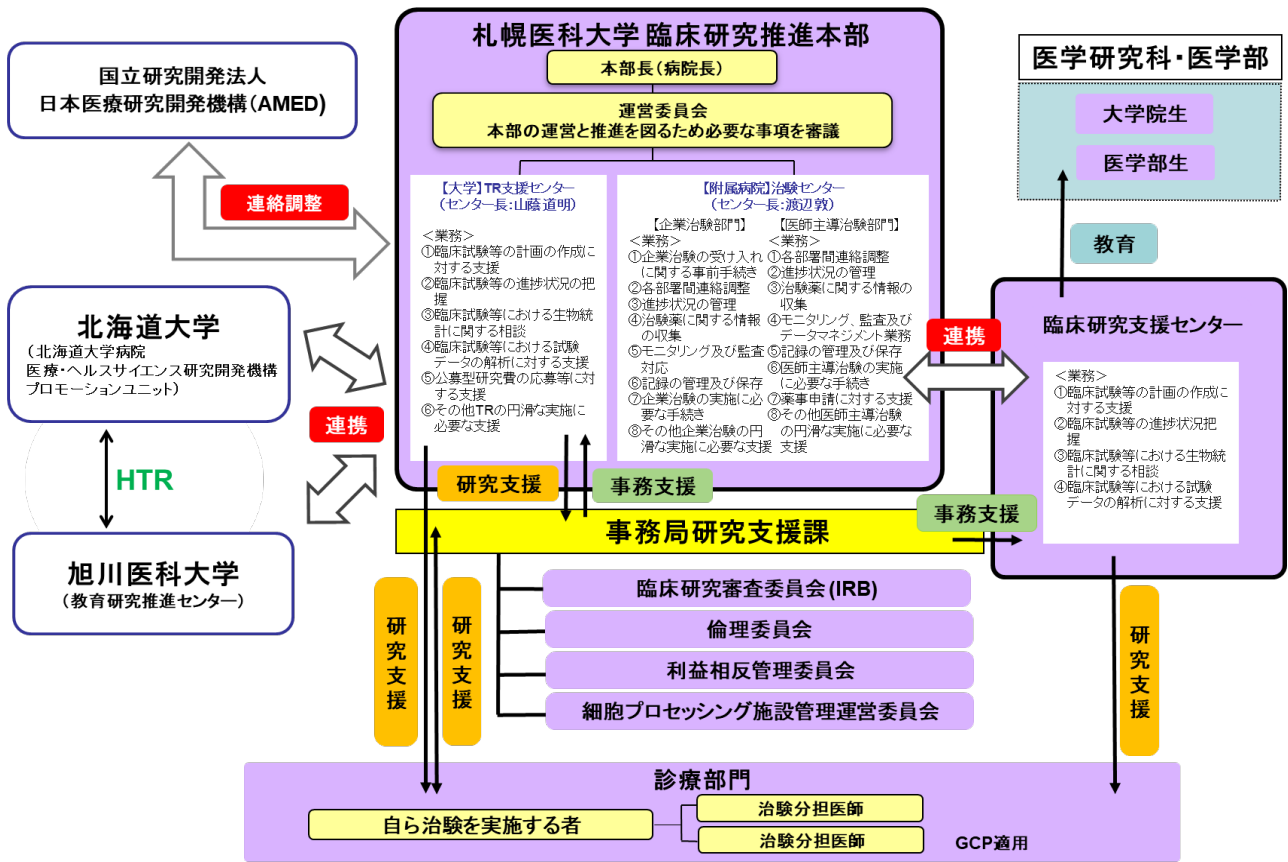 国立研究開発法人
日本医療研究開発機構(AMED)
連絡調整
北海道大学
(北海道大学病院
医療・ヘルスサイエンス研究開発機構
プロモーションユニット)
連携
HTR
旭川医科大学
(教育研究推進センター)
札幌医科大学 臨床研究推進本部
本部長(病院長)
運営委員会
本部の運営と推進を図るため必要な事項を審議
【大学】TR支援センター
(センター長:山蔭道明)
<業務>
①臨床試験等の計画の作成に
対する支援
②臨床試験等の進捗状況の把
握
③臨床試験等における生物統
計に関する相談
④臨床試験等における試験
データの解析に対する支援
⑤公募型研究費の応募等に対
する支援
⑥その他TRの円滑な実施に
必要な支援
【附属病院】治験センター
(センター長:渡辺敦)
【企業治験部門】
<業務>
①企業治験の受け入れ
に関する事前手続き
②各部署間連絡調整
③進捗状況の管理
④治験薬に関する情報
の収集
⑤モニタリング及び監査
対応
⑥記録の管理及び保存
⑦企業治験の実施に必
要な手続き
⑧その他企業治験の円
滑な実施に必要な支援
【医師主導治験部門】
<業務>
①各部署間連絡調整
②進捗状況の管理
③治験薬に関する情報の
収集
④モニタリング、監査及び
データマネジメント業務
⑤記録の管理及び保存
⑥医師主導治験の実施
に必要な手続き
⑦薬事申請に対する支援
⑧その他医師主導治験
の円滑な実施に必要な
支援
医学研究科・医学部
大学院生
医学部生
教育
連携
臨床研究支援センター
<業務>
①臨床試験等の計画の作成に
対する支援
②臨床試験等の進捗状況把
握
③臨床試験等における生物統
計に関する相談
④臨床試験等における試験
データの解析に対する支援
研究支援
事務支援
事務支援
事務局研究支援課
臨床研究審査委員会(IRB)
倫理委員会
利益相反管理委員会
細胞プロセッシング施設管理運営委員会
研究支援
研究支援
研究支援
診療部門
自ら治験を実施する者
治験分担医師
治験分担医師
GCP適用